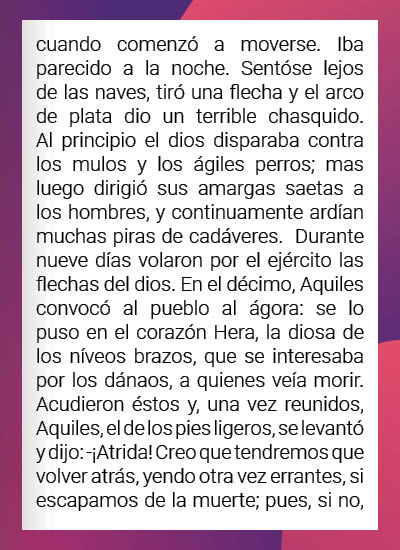 cuando comenzó a moverse. Iba
parecido a la noche. Sentóse lejos
de las naves, tiró una flecha y el arco
de plata dio un terrible chasquido.
Al principio el dios disparaba contra
los mulos y los ágiles perros; mas
luego dirigió sus amargas saetas a
los hombres, y continuamente ardían
muchas piras de cadáveres.  Durante
nueve días volaron por el ejército las
flechas del dios. En el décimo, Aquiles
convocó al pueblo al ágora: se lo
puso en el corazón Hera, la diosa de
los níveos brazos, que se interesaba
por los dánaos, a quienes veía morir.
Acudieron éstos y, una vez reunidos,
Aquiles, el de los pies ligeros, se levantó
y dijo: -¡Atrida! Creo que tendremos que
volver atrás, yendo otra vez errantes, si
escapamos de la muerte; pues, si no,